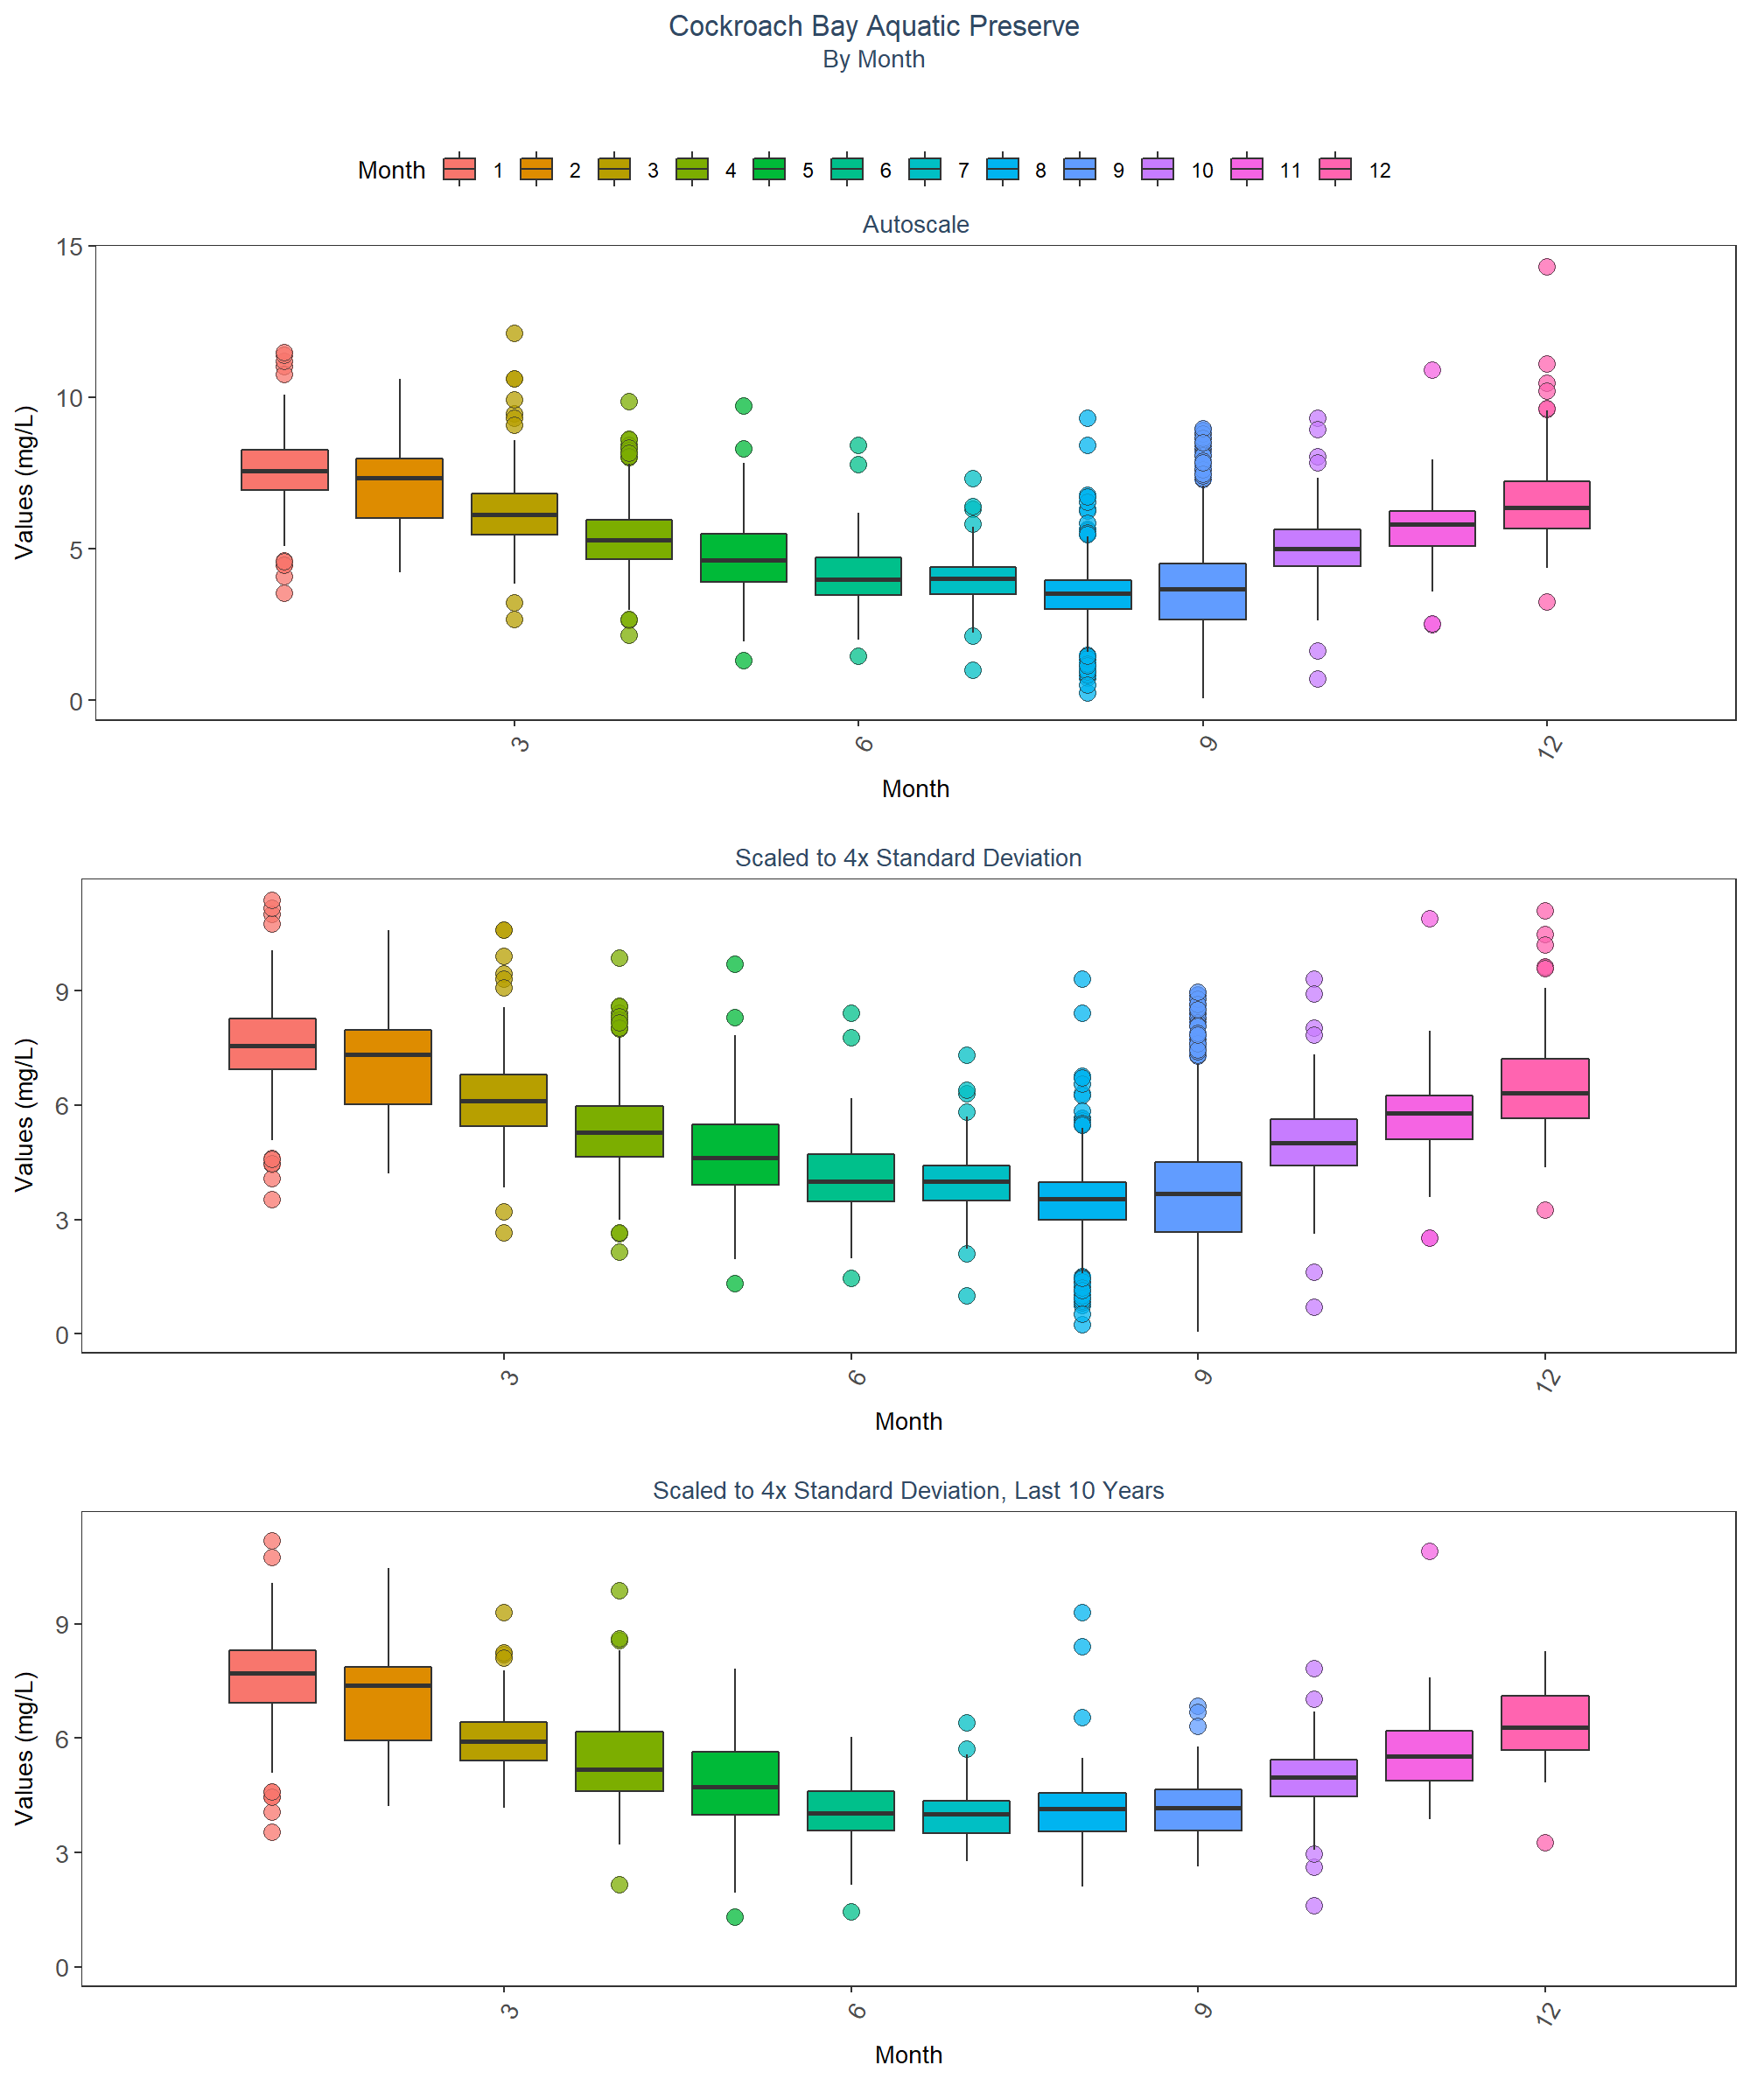 Cockroach Bay Aquatic Preserve
By Month
Month 1 2 3 4 5 6 7 8 9 10 11 12
Autoscale
Values (mg/L)
15
10
5
0
3 6 9 12
Month
Scaled to 4x Standard Deviation
Values (mg/L)
9
6
3
0
3 6 9 12
Month
Scaled to 4x Standard Deviation, Last 10 Years
Values (mg/L)
9
6
3
0
3 6 9 12
Month